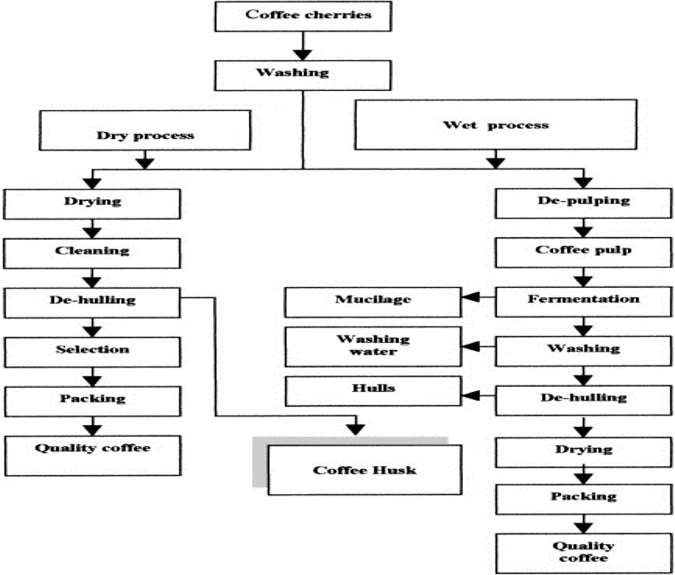 Coffee cherries
Washing
Dry process
Wet process
Drying
De-pulping
Cleaning
Coffee pulp
De-hulling
Mucilage
Fermentation
Selection
Washing
water
Washing
Packing
Hulls
De-hulling
Quality coffee
Coffee Husk
Drying
Packing
Quality
coffee